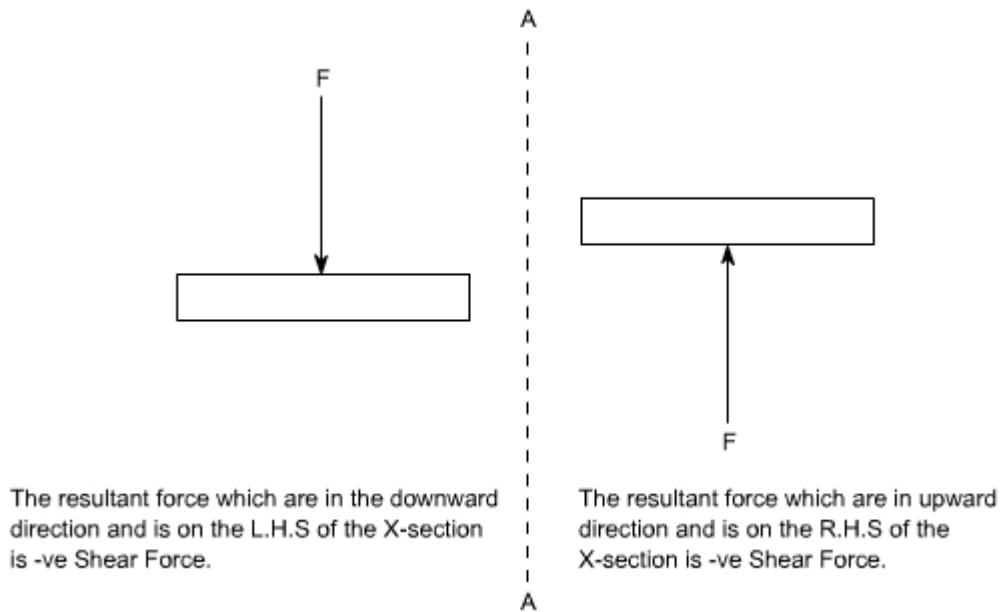 A
F
F
The resultant force which are in the downward
direction and is on the L.H.S of the X-section
is -ve Shear Force.
The resultant force which are in upward
direction and is on the R.H.S of the
X-section is -ve Shear Force.
A